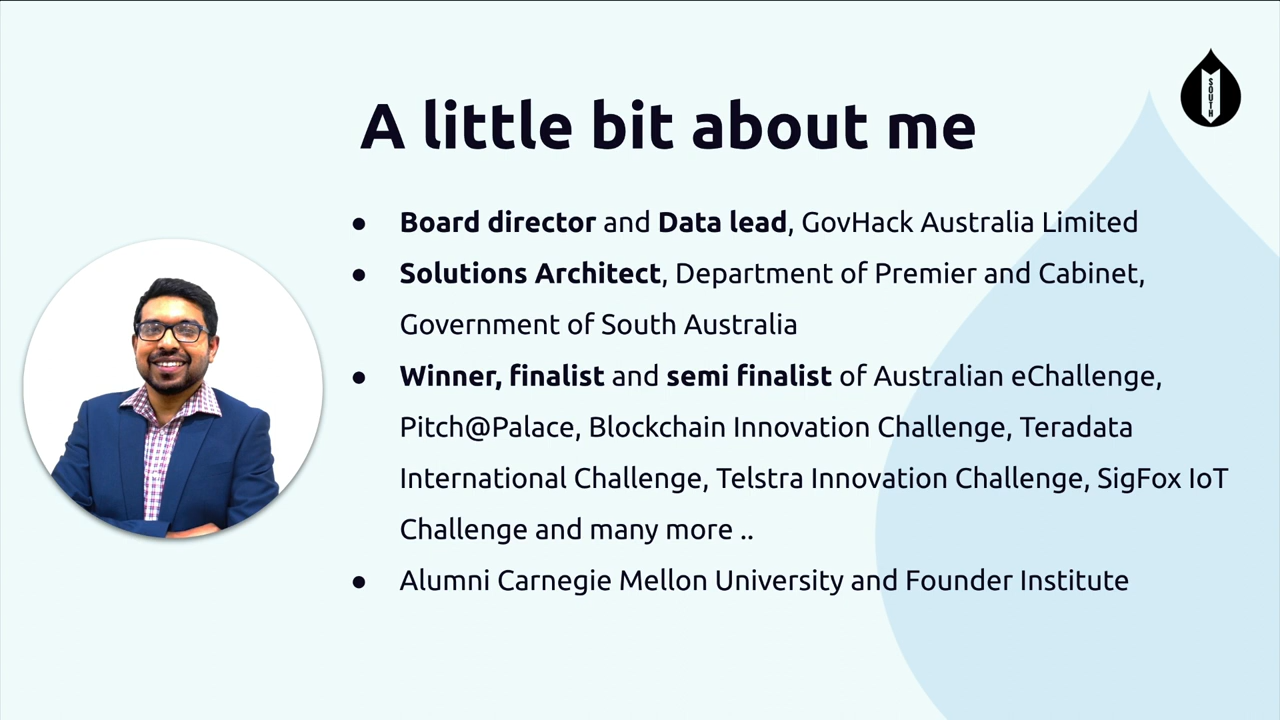 SOUTH
A little bit about me
● Board director and Data lead, GovHack Australia Limited
● Solutions Architect, Department of Premier and Cabinet,
Government of South Australia
● Winner, finalist and semi finalist of Australian eChallenge,
Pitch@Palace, Blockchain Innovation Challenge, Teradata
International Challenge, Telstra Innovation Challenge, SigFox IoT
Challenge and many more ..
● Alumni Carnegie Mellon University and Founder Institute